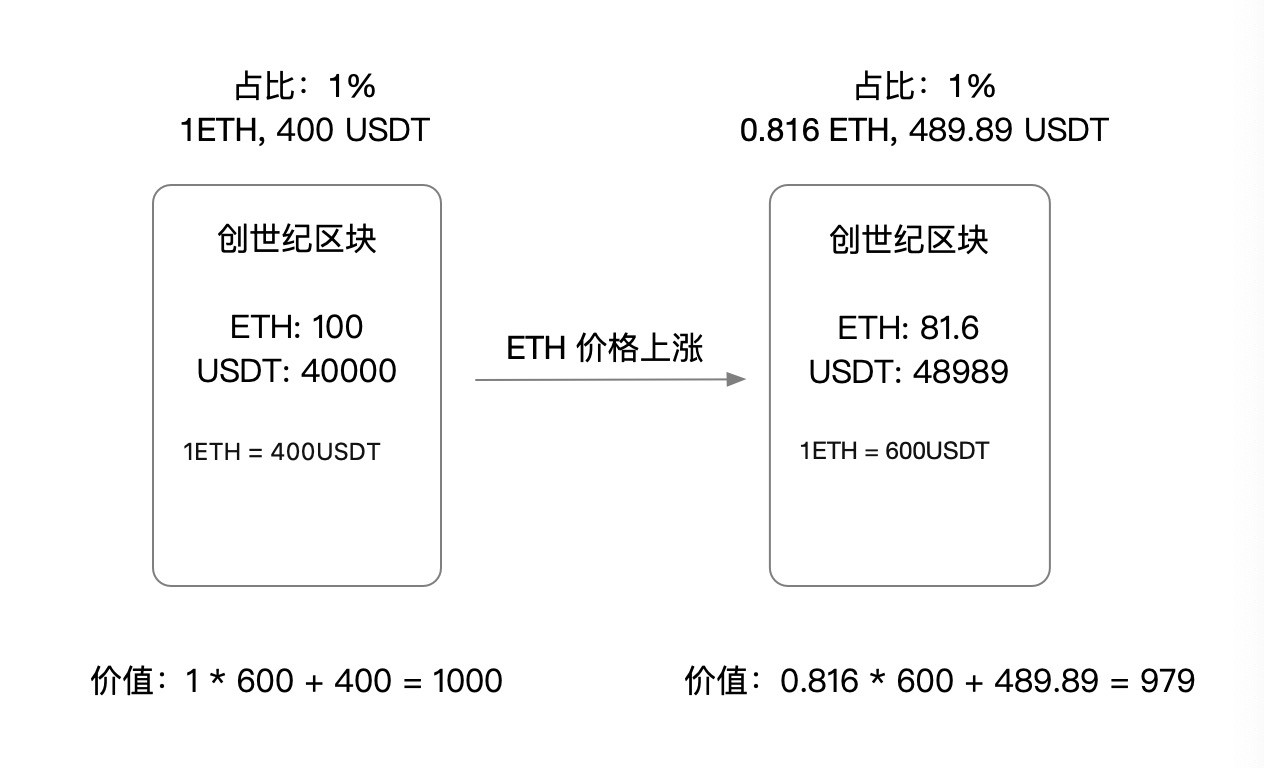 占比：1%
1ETH, 400 USDT
创世纪区块
ETH: 100
USDT: 40000
1ETH = 400USDT
价值：1 * 600 + 400 = 1000
ETH 价格上涨
占比：1%
0.816 ETH, 489.89 USDT
创世纪区块
ETH: 81.6
USDT: 48989
1ETH = 600USDT
价值：0.816 * 600 + 489.89 = 979